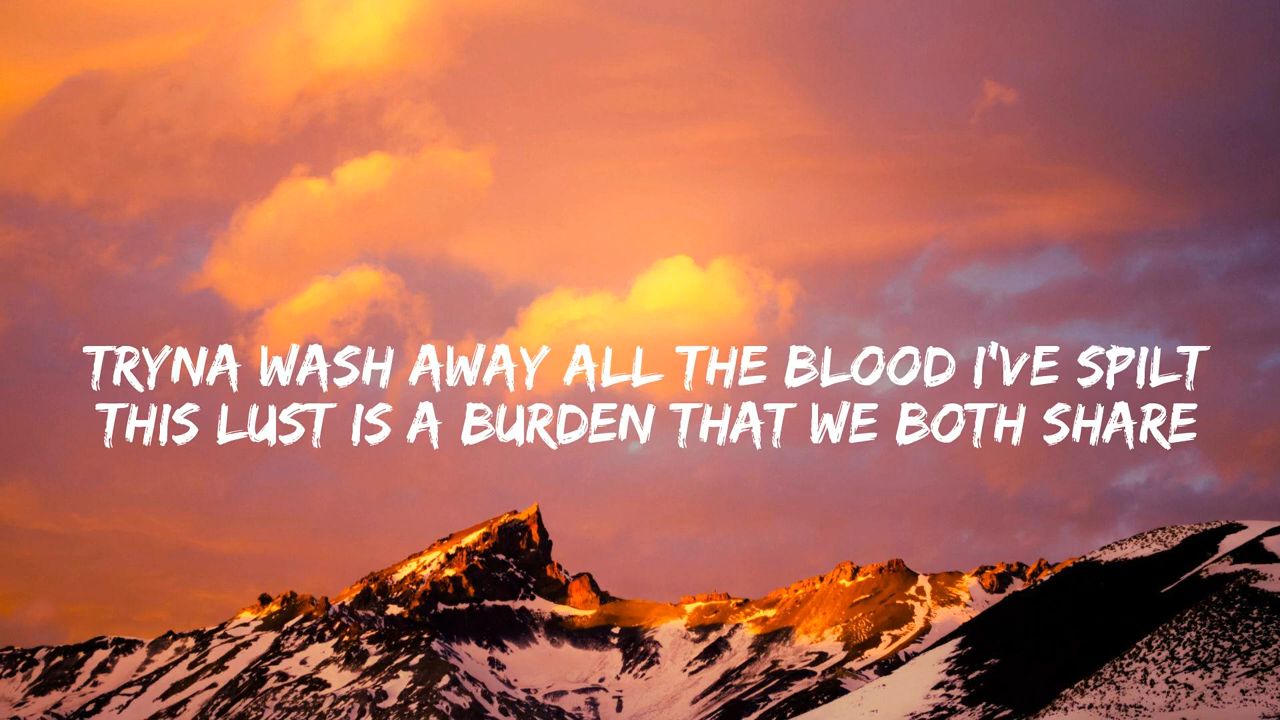 TRYNA WASH AWAY ALL THE BLOOD I'VE SPILT
THIS LUST IS A BURDEN THAT WE BOTH SHARE